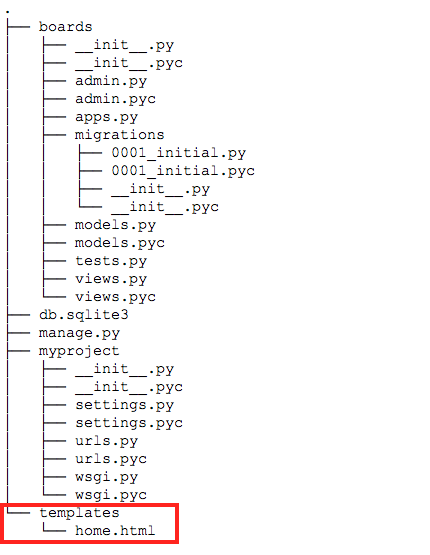 .
├── boards
│   ├── __init__.py
│   ├── __init__.pyc
│   ├── admin.py
│   ├── admin.pyc
│   ├── apps.py
│   ├── migrations
│   │   ├── 0001_initial.py
│   │   ├── 0001_initial.pyc
│   │   ├── __init__.py
│   │   └── __init__.pyc
│   ├── models.py
│   ├── models.pyc
│   ├── tests.py
│   ├── views.py
│   └── views.pyc
├── db.sqlite3
├── manage.py
├── myproject
│   ├── __init__.py
│   ├── __init__.pyc
│   ├── settings.py
│   ├── settings.pyc
│   ├── urls.py
│   ├── urls.pyc
│   ├── wsgi.py
│   └── wsgi.pyc
└── templates
    └── home.html